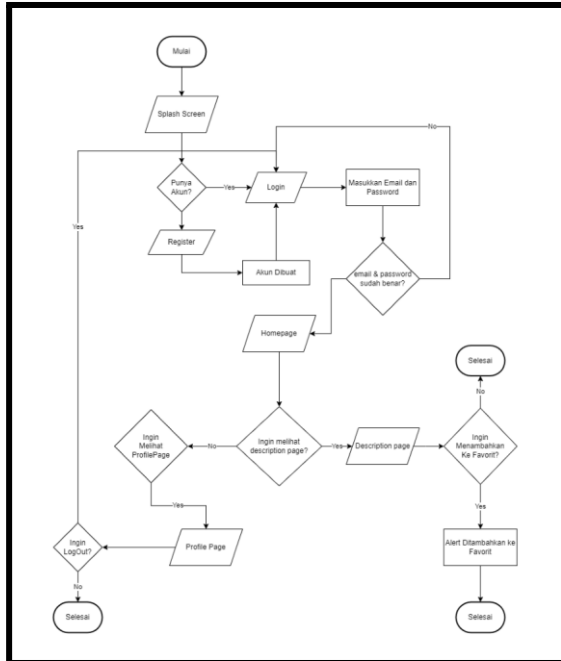 Mulai
Splash Screen
No
Punya
Akun?
Yes
Login
Masukkan Email dan
Password
Yes
Register
Akun Dibuat
email & password
sudah benar?
Homepage
Selesai
No
Ingin
Melihat
ProfilePage
No
Ingin melihat
description page?
Yes
Description page
Ingin
Menambahkan
Ke Favorit?
Yes
Yes
Ingin
LogOut?
Profile Page
Alert Ditambahkan ke
Favorit
No
Selesai
Selesai